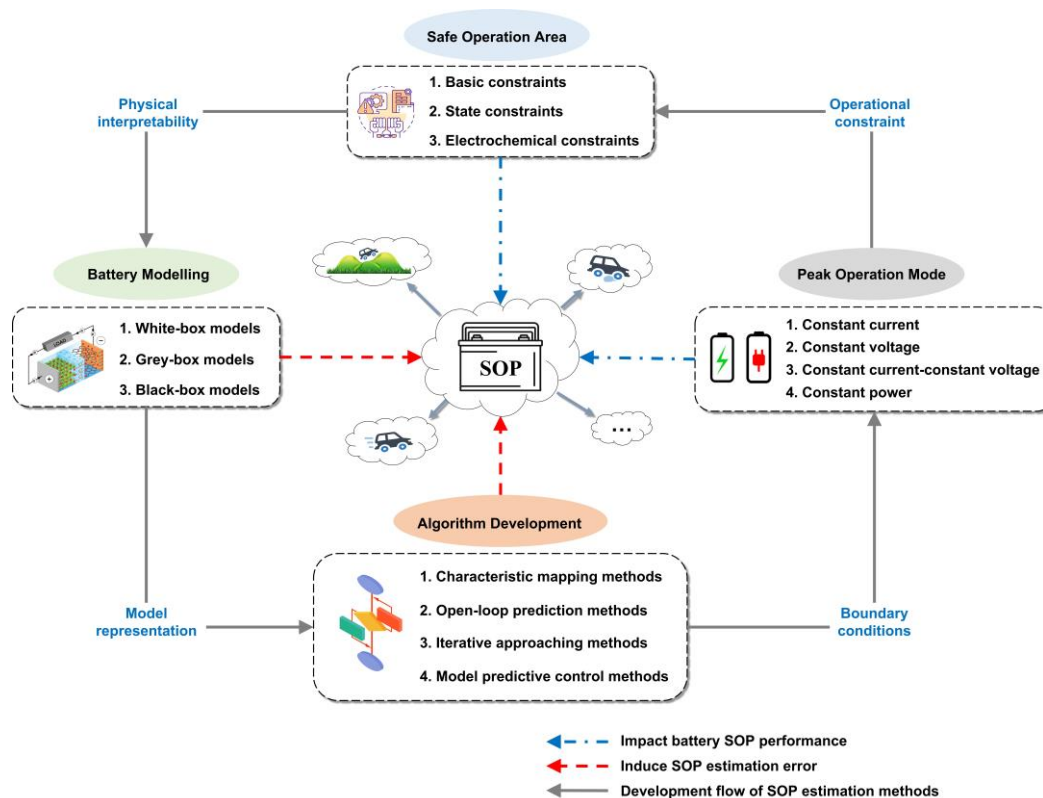 Safe Operation Area
1. Basic constraints
2. State constraints
3. Electrochemical constraints
Physical
interpretability
Operational
constraint
Battery Modelling
1. White-box models
2. Grey-box models
3. Black-box models
LOAD
SOP
...
Peak Operation Mode
1. Constant current
2. Constant voltage
3. Constant current-constant voltage
4. Constant power
Algorithm Development
1. Characteristic mapping methods
2. Open-loop prediction methods
3. Iterative approaching methods
4. Model predictive control methods
Model
representation
Boundary
conditions
Impact battery SOP performance
Induce SOP estimation error
Development flow of SOP estimation methods